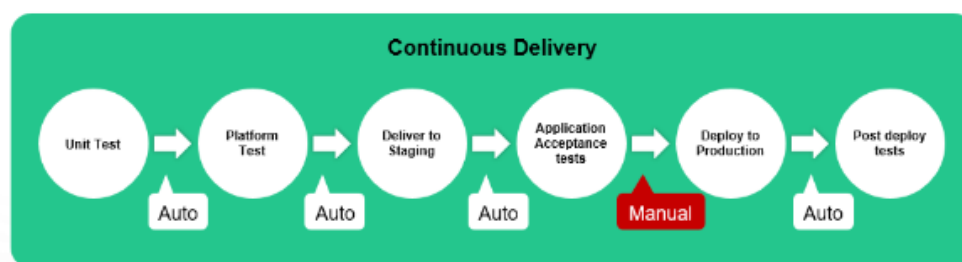 Continuous Delivery
Unit Test
Platform
Test
Deliver to
Staging
Application
Acceptance
tests
Deploy to
Production
Post deploy
tests
Auto
Auto
Auto
Manual
Auto